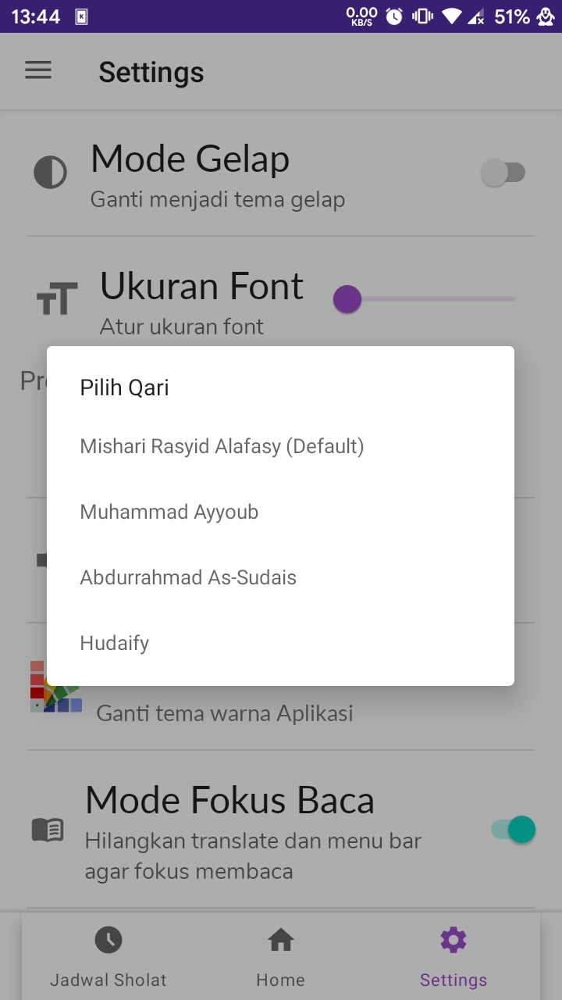 13:44
0.00
KB/S
51%
Settings
Mode Gelap
Ganti menjadi tema gelap
Ukuran Font
Atur ukuran font
Pilih Qari
Mishari Rasyid Alafasy (Default)
Muhammad Ayyoub
Abdurrahmad As-Sudais
Hudaify
Ganti tema warna Aplikasi
Mode Fokus Baca
Hilangkan translate dan menu bar
agar fokus membaca
Jadwal Sholat
Home
Settings